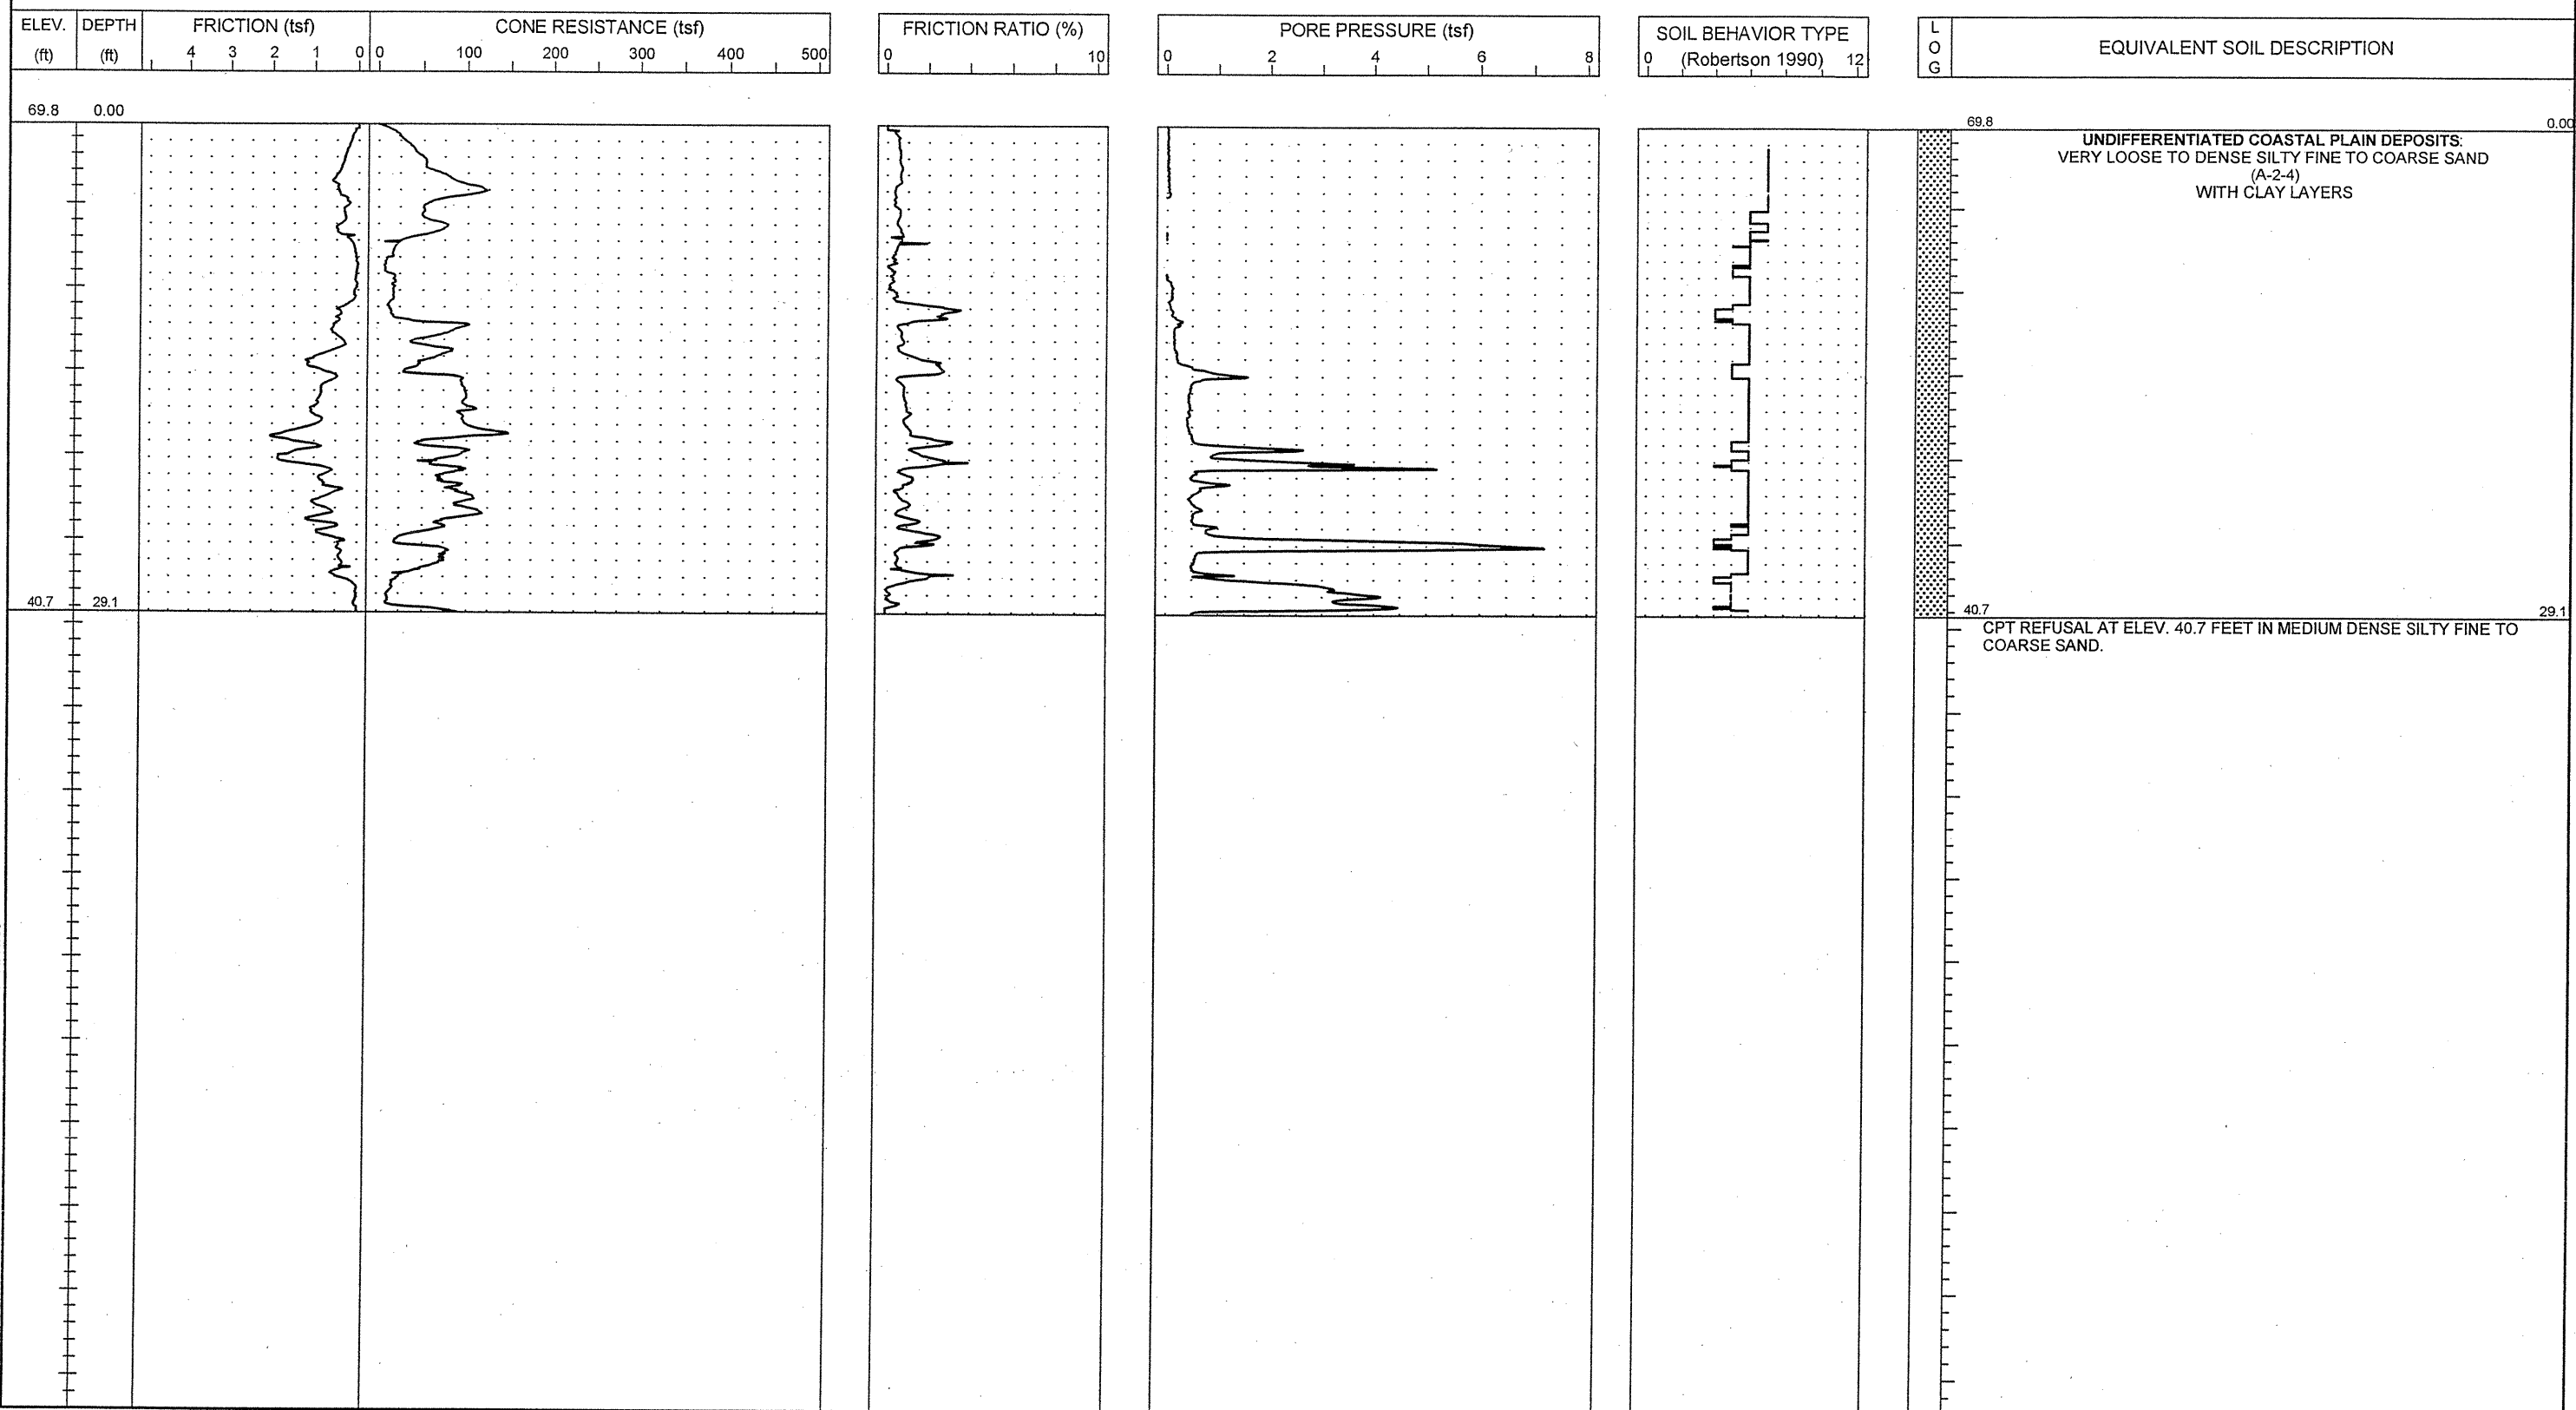 ELEV. DEPTH FRICTION (tsf) CONE RESISTANCE (tsf) FRICTION RATIO (%) PORE PRESSURE (tsf) SOIL BEHAVIOR TYPE L O G EQUIVALENT SOIL DESCRIPTION
(ft) (ft) 4 3 2 1 0 0 100 200 300 400 500 0 10 0 2 4 6 8 0 (Robertson 1990) 12
69.8 0.00
69.8 0.00
UNDIFFERENTIATED COASTAL PLAIN DEPOSITS:
VERY LOOSE TO DENSE SILTY FINE TO COARSE SAND
(A-2-4)
WITH CLAY LAYERS
40.7 29.1
40.7 29.1
CPT REFUSAL AT ELEV. 40.7 FEET IN MEDIUM DENSE SILTY FINE TO
COARSE SAND.